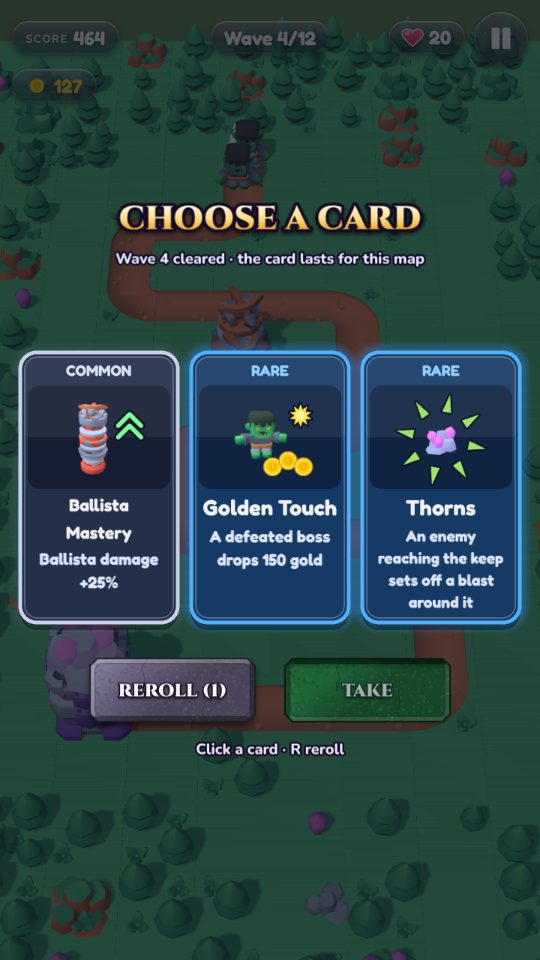 SCORE 464
Wave 4/12
20
127
CHOOSE A CARD
Wave 4 cleared · the card lasts for this map
COMMON
Ballista
Mastery
Ballista damage
+25%
RARE
Golden Touch
A defeated boss
drops 150 gold
RARE
Thorns
An enemy
reaching the keep
sets off a blast
around it
REROLL (1)
TAKE
Click a card · R reroll